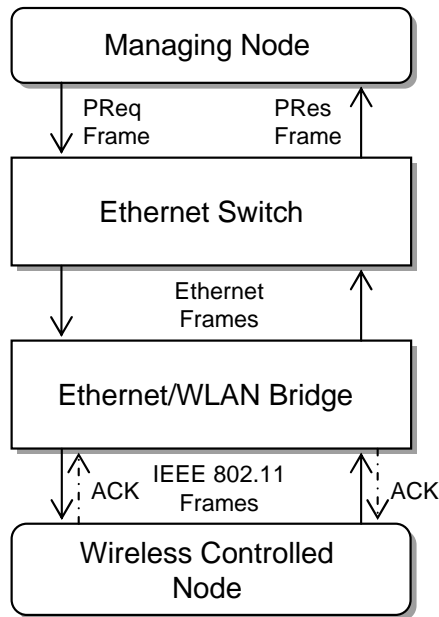 Managing Node
PReq
Frame
PRes
Frame
Ethernet Switch
Ethernet
Frames
Ethernet/WLAN Bridge
ACK
IEEE 802.11
Frames
ACK
Wireless Controlled
Node